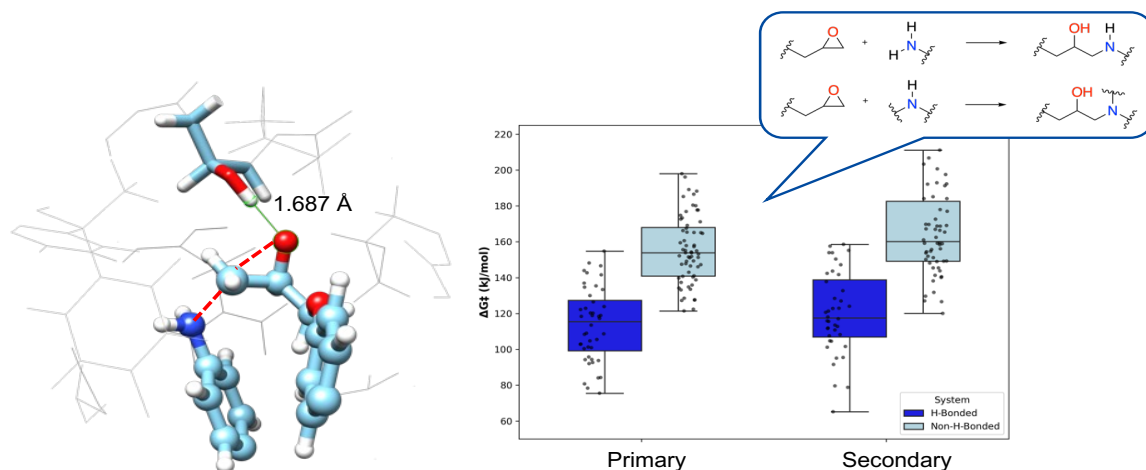 O
+
H
H
N
OH
H
N
O
+
H
N
OH
N
1.687 Å
220
200
180
160
140
120
100
80
60
ΔG‡ (kJ/mol)
System
H-Bonded
Non-H-Bonded
Primary
Secondary